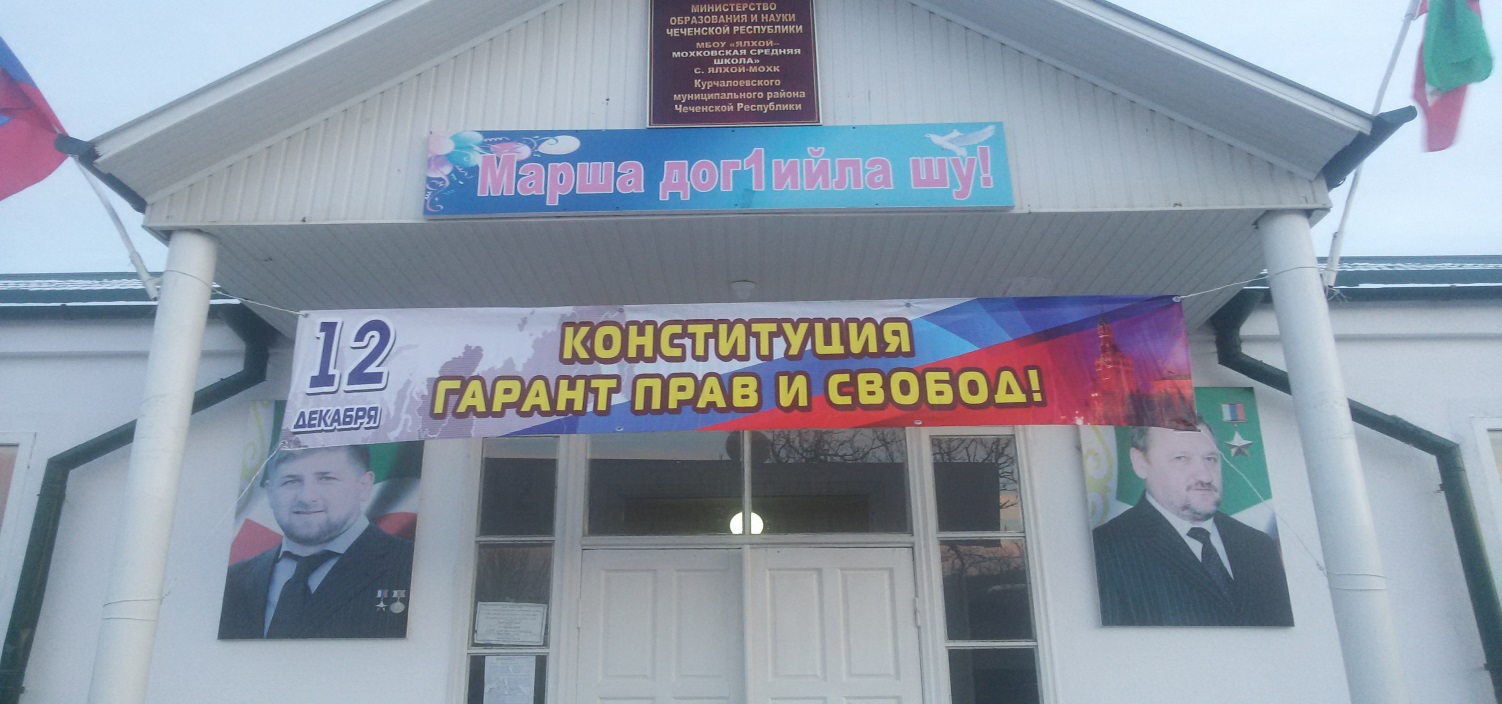 МИНИСТЕРСТВО
ОБРАЗОВАНИЯ И НАУКИ
ЧЕЧЕНСКОЙ РЕСПУБЛИКИ
МБОУ «ЯЛХОЙ–
МОХКОВСКАЯ СРЕДНЯЯ
ШКОЛА»
С. ЯЛХОЙ-МОХК
Курчалоевского
муниципального района
Чеченской Республики
Марша дог1ийла шу!
12
ДЕКАБРЯ
КОНСТИТУЦИЯ
ГАРАНТ ПРАВ И СВОБОД!